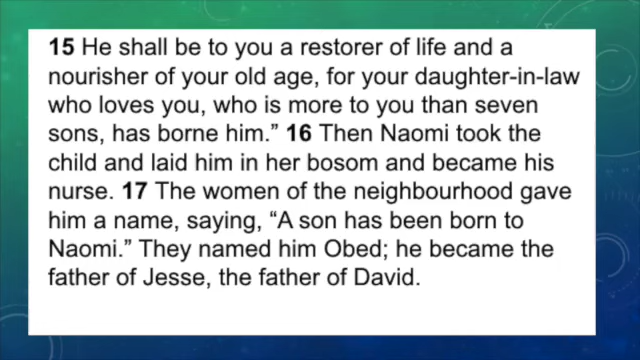 15 He shall be to you a restorer of life and a
nourisher of your old age, for your daughter-in-law
who loves you, who is more to you than seven
sons, has borne him.” 16 Then Naomi took the
child and laid him in her bosom and became his
nurse. 17 The women of the neighbourhood gave
him a name, saying, “A son has been born to
Naomi.” They named him Obed; he became the
father of Jesse, the father of David.